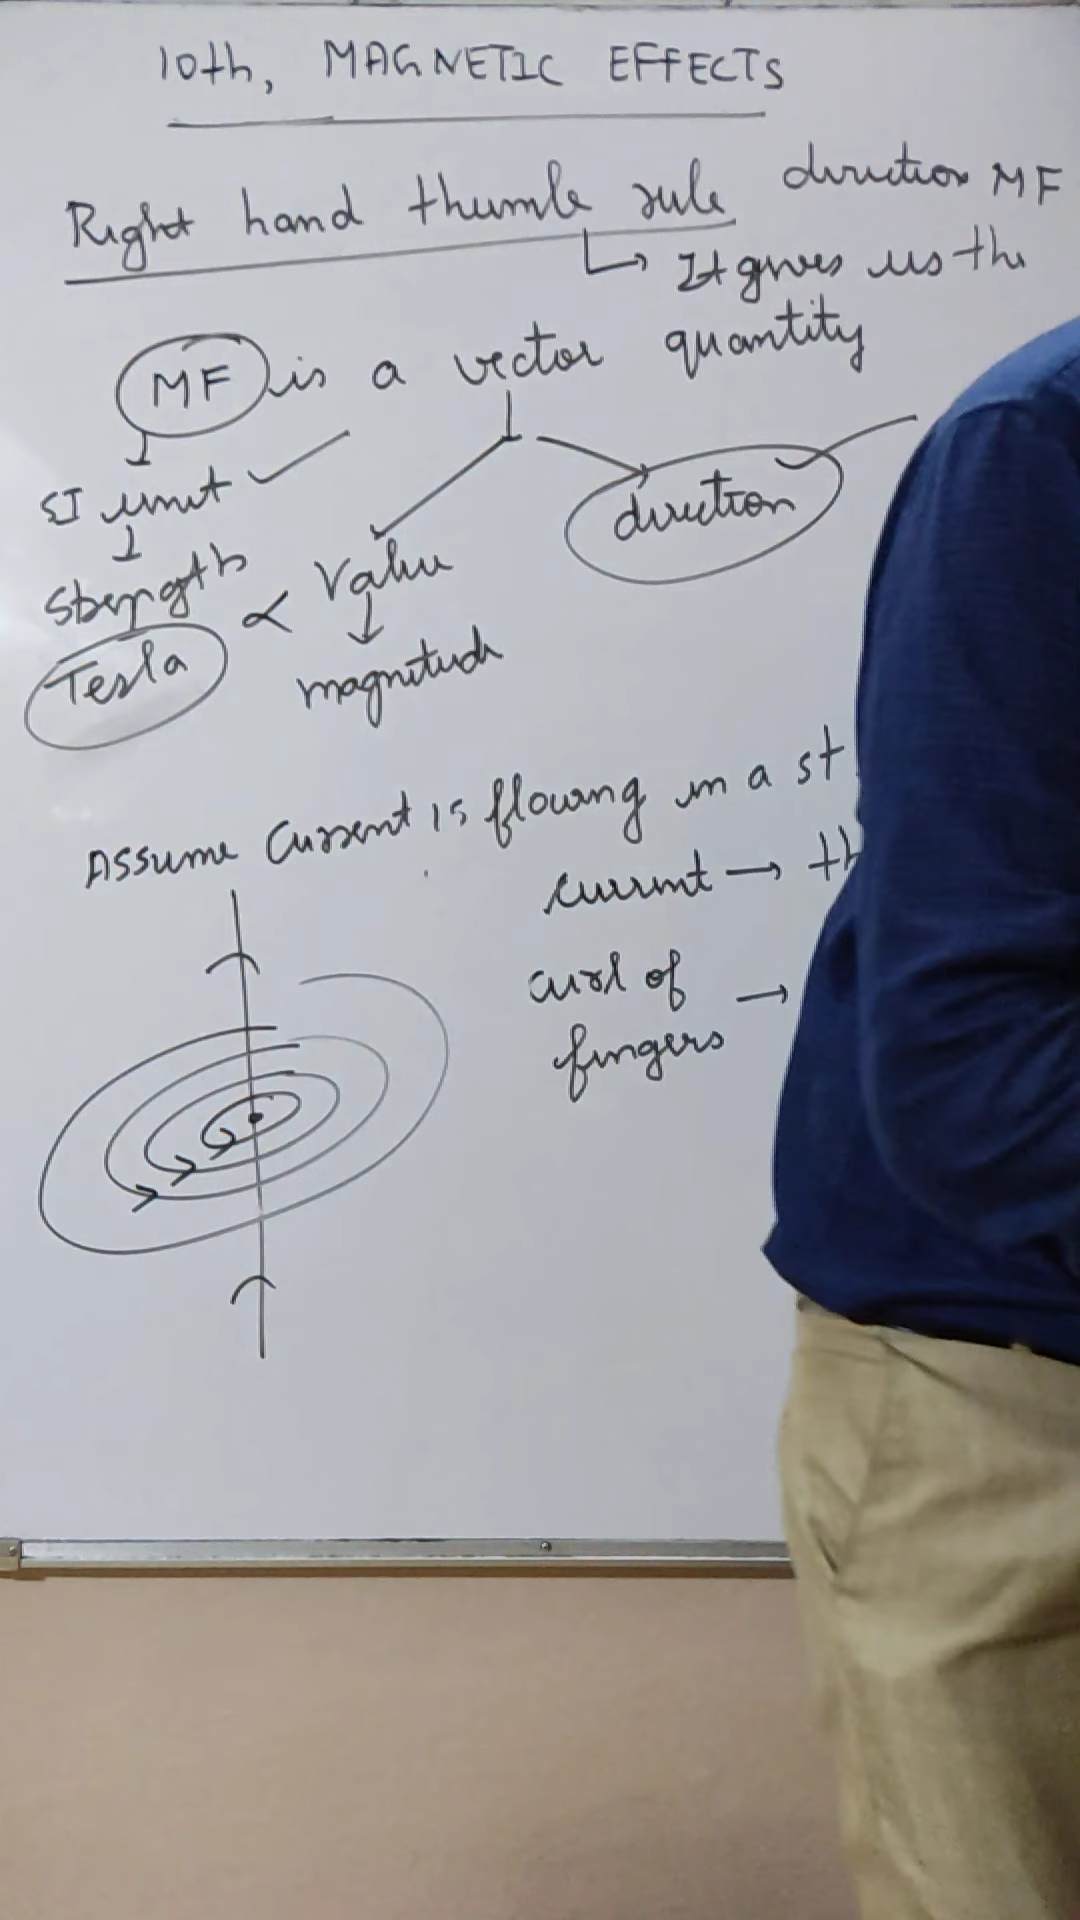 10th, MAGNETIC EFFECTS
Right hand thumb rule
direction MF
↳ It gives us the
MF is a vector quantity
SI unit
direction
Strength ∝ Value
Tesla
magnitude
Assume Current is flowing in a st
current → th
curl of
fingers →